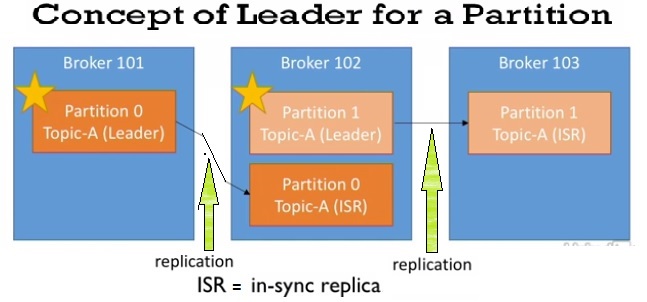 Concept of Leader for a Partition
Broker 101
Partition 0
Topic-A (Leader)
Broker 102
Partition 1
Topic-A (Leader)
Partition 0
Topic-A (ISR)
Broker 103
Partition 1
Topic-A (ISR)
replication
replication
ISR = in-sync replica